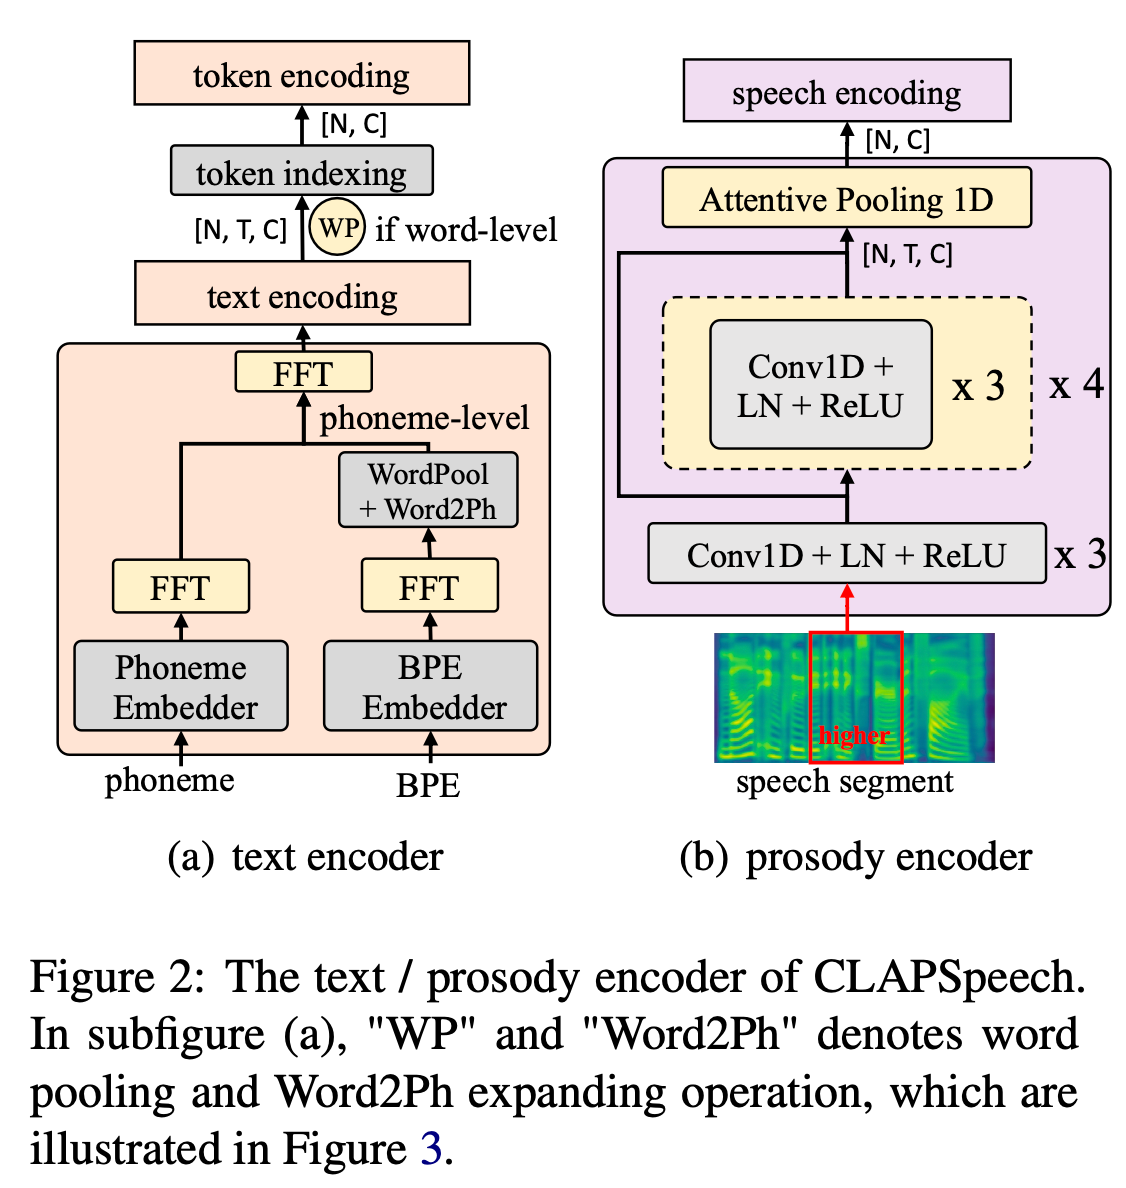 token encoding
[N, C]
token indexing
[N, T, C] WP if word-level
text encoding
FFT
phoneme-level
WordPool
+ Word2Ph
FFT
FFT
Phoneme
Embedder
BPE
Embedder
phoneme
BPE
(a) text encoder
speech encoding
[N, C]
Attentive Pooling 1D
[N, T, C]
Conv1D +
LN + ReLU
x 3
x 4
Conv1D + LN + ReLU
x 3
higher
speech segment
(b) prosody encoder
Figure 2: The text / prosody encoder of CLAPSpeech.
In subfigure (a), "WP" and "Word2Ph" denotes word
pooling and Word2Ph expanding operation, which are
illustrated in Figure 3.